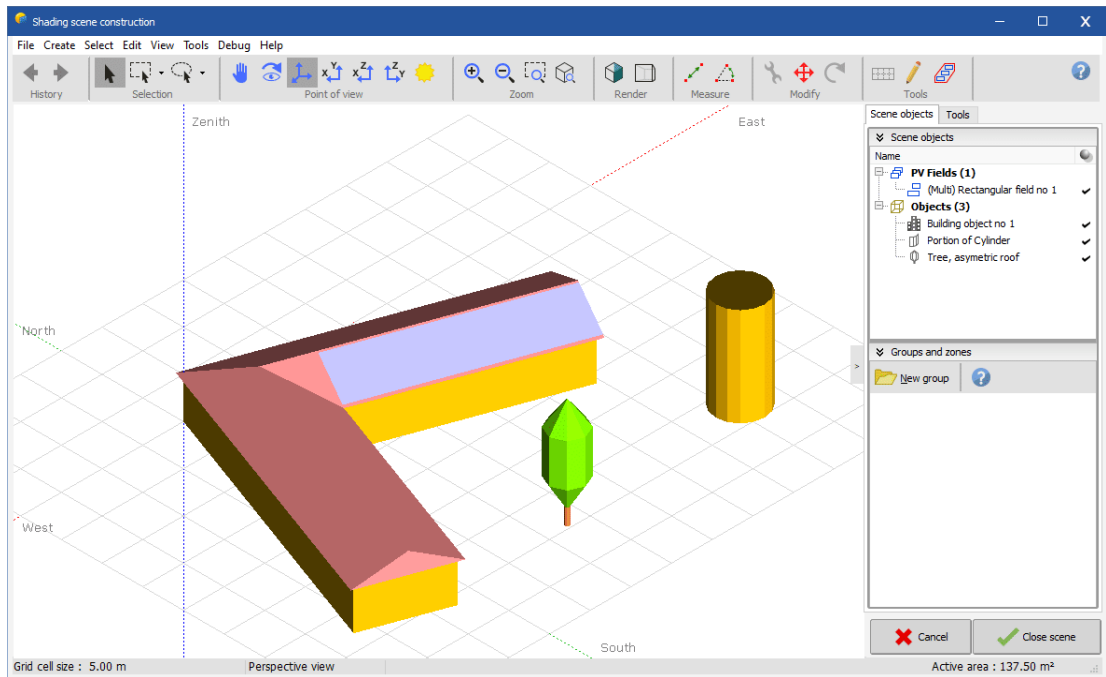 Shading scene construction
File Create Select Edit View Tools Debug Help
History Selection Point of view Zoom Render Measure Modify Tools
Zenith
East
North
West
South
Scene objects Tools
Scene objects
Name
PV Fields (1)
(Multi) Rectangular field no 1
Objects (3)
Building object no 1
Portion of Cylinder
Tree, asymetric roof
Groups and zones
New group
Cancel Close scene
Grid cell size : 5.00 m Perspective view Active area : 137.50 m²